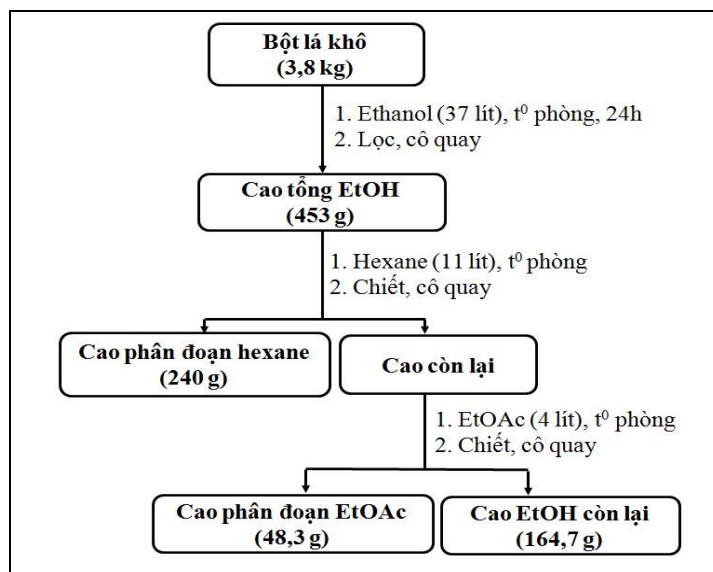 Bột lá khô
(3,8 kg)
1. Ethanol (37 lít), t⁰ phòng, 24h
2. Lọc, cô quay
Cao tổng EtOH
(453 g)
1. Hexane (11 lít), t⁰ phòng
2. Chiết, cô quay
Cao phân đoạn hexane
(240 g)
Cao còn lại
1. EtOAc (4 lít), t⁰ phòng
2. Chiết, cô quay
Cao phân đoạn EtOAc
(48,3 g)
Cao EtOH còn lại
(164,7 g)